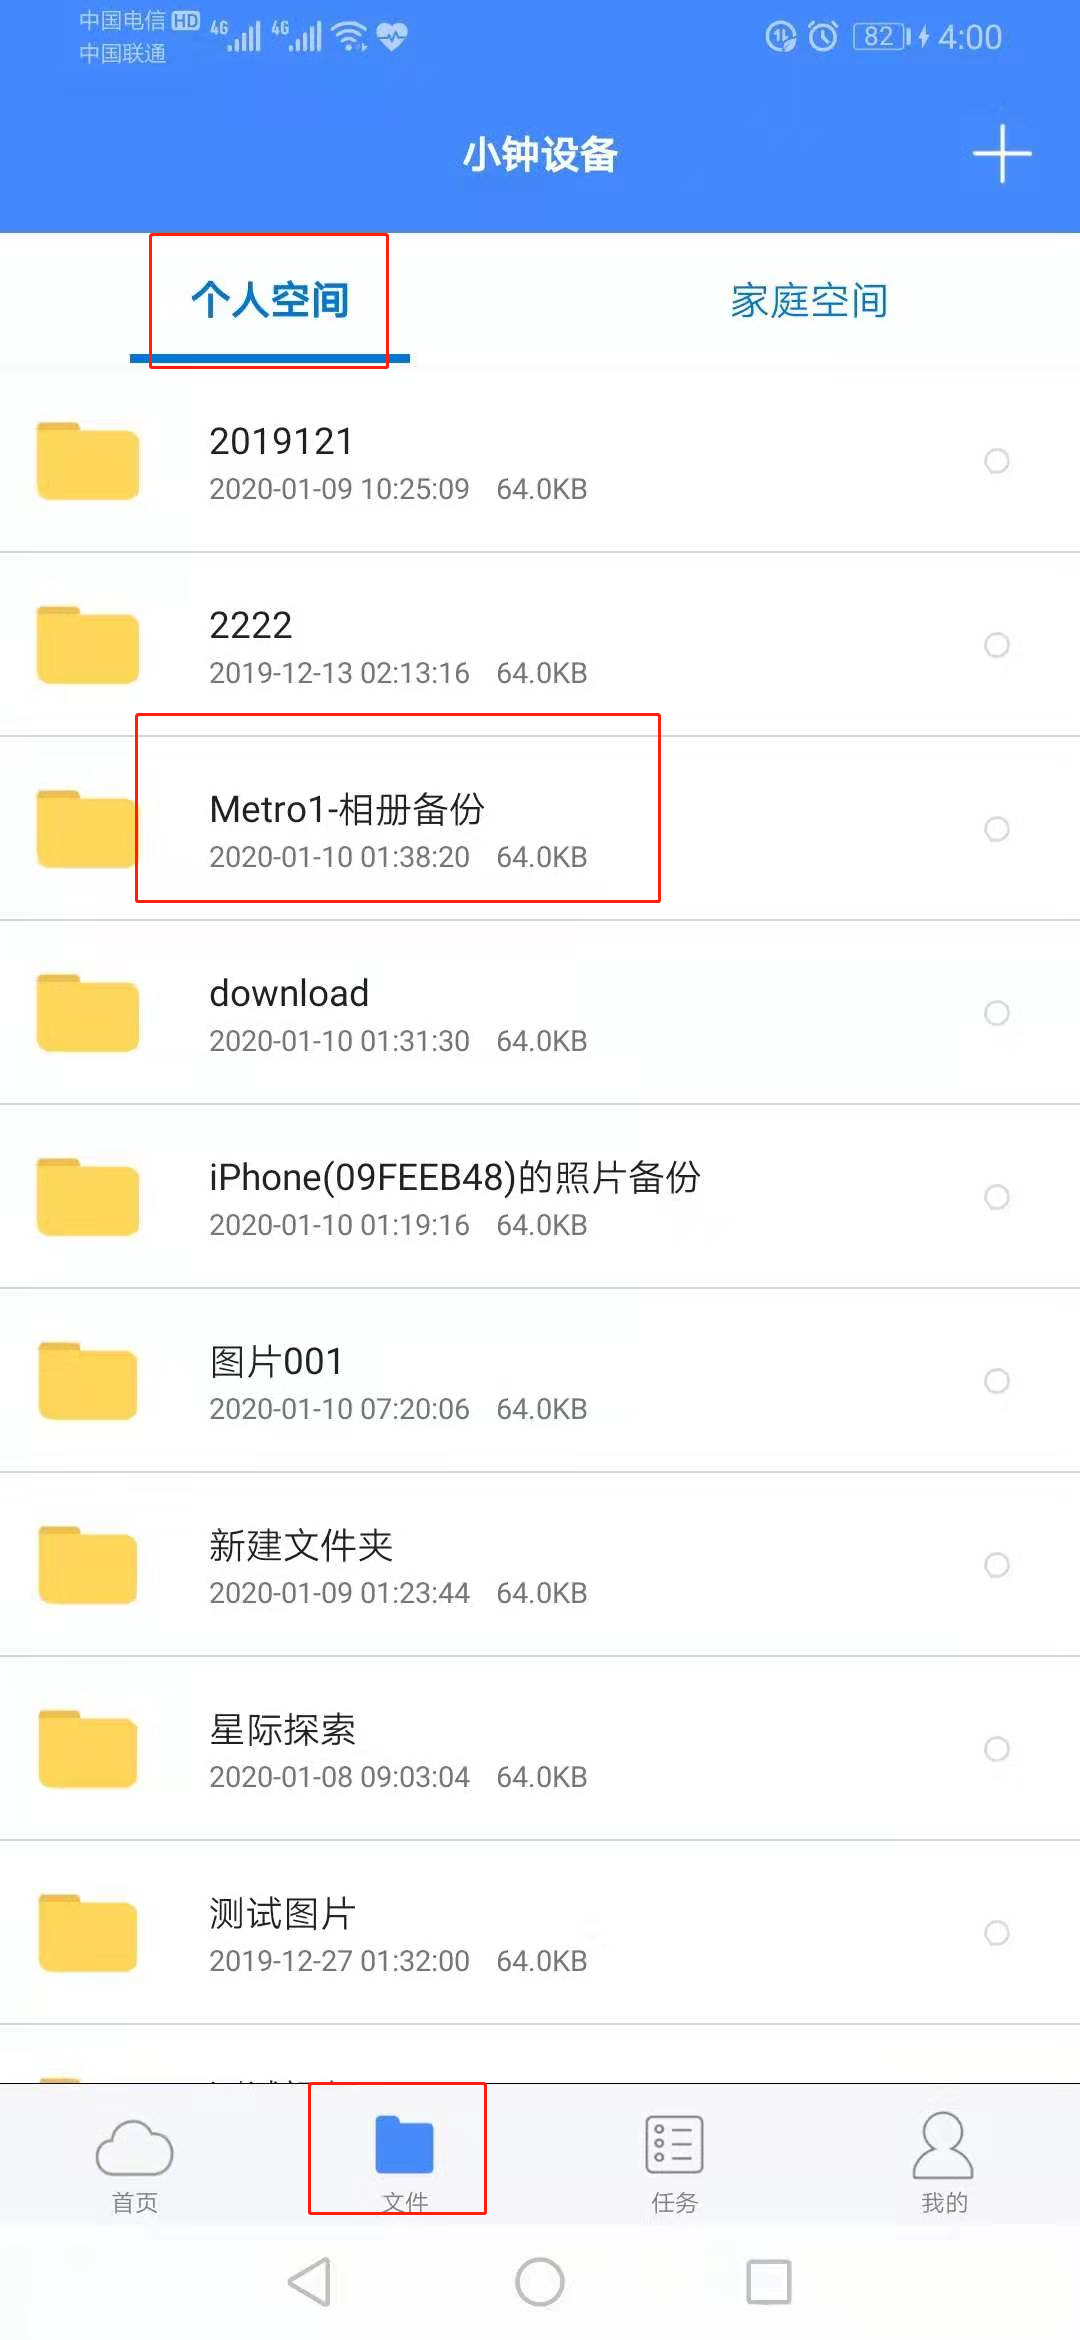 中国电信 HD 4G 4G 82 4:00
中国联通
小钟设备
个人空间 家庭空间
2019121
2020-01-09 10:25:09 64.0KB
2222
2019-12-13 02:13:16 64.0KB
Metro1-相册备份
2020-01-10 01:38:20 64.0KB
download
2020-01-10 01:31:30 64.0KB
iPhone(09FEEB48)的照片备份
2020-01-10 01:19:16 64.0KB
图片001
2020-01-10 07:20:06 64.0KB
新建文件夹
2020-01-09 01:23:44 64.0KB
星际探索
2020-01-08 09:03:04 64.0KB
测试图片
2019-12-27 01:32:00 64.0KB
首页 文件 任务 我的